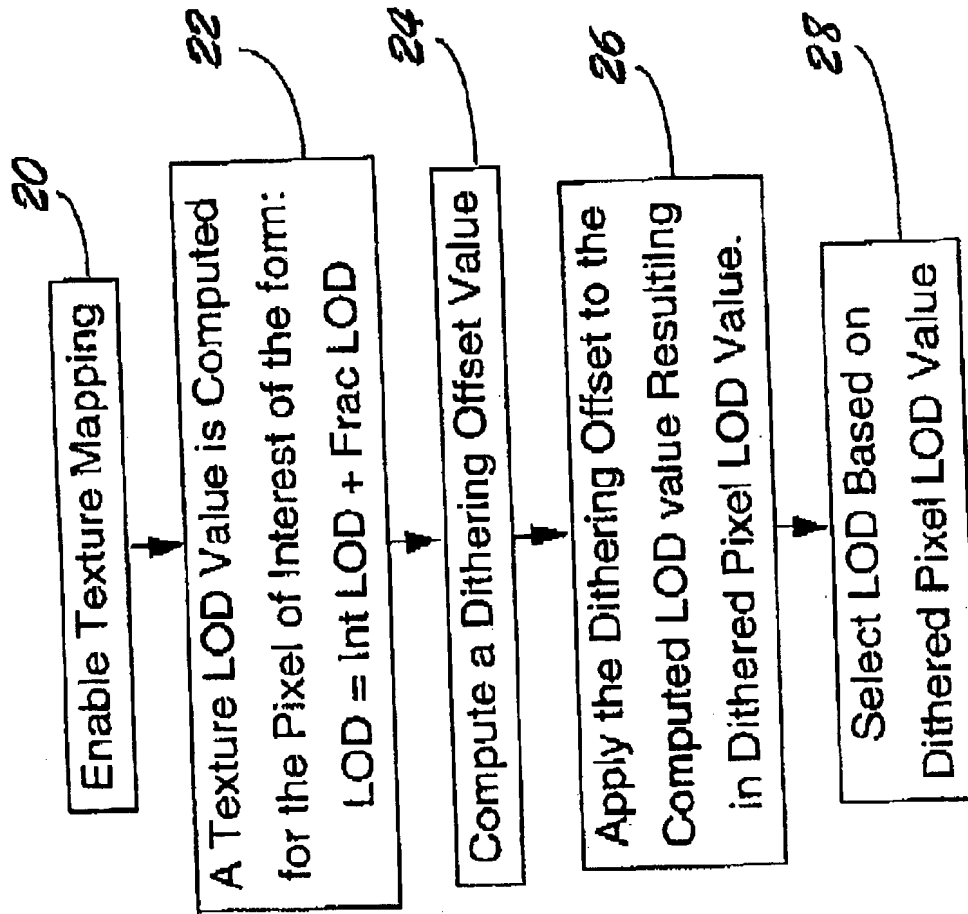 20
Enable Texture Mapping
22
A Texture LOD Value is Computed
for the Pixel of Interest of the form:
LOD = Int LOD + Frac LOD
24
Compute a Dithering Offset Value
26
Apply the Dithering Offset to the
Computed LOD value Resultilng
in Dithered Pixel LOD Value.
28
Select LOD Based on
Dithered Pixel LOD Value